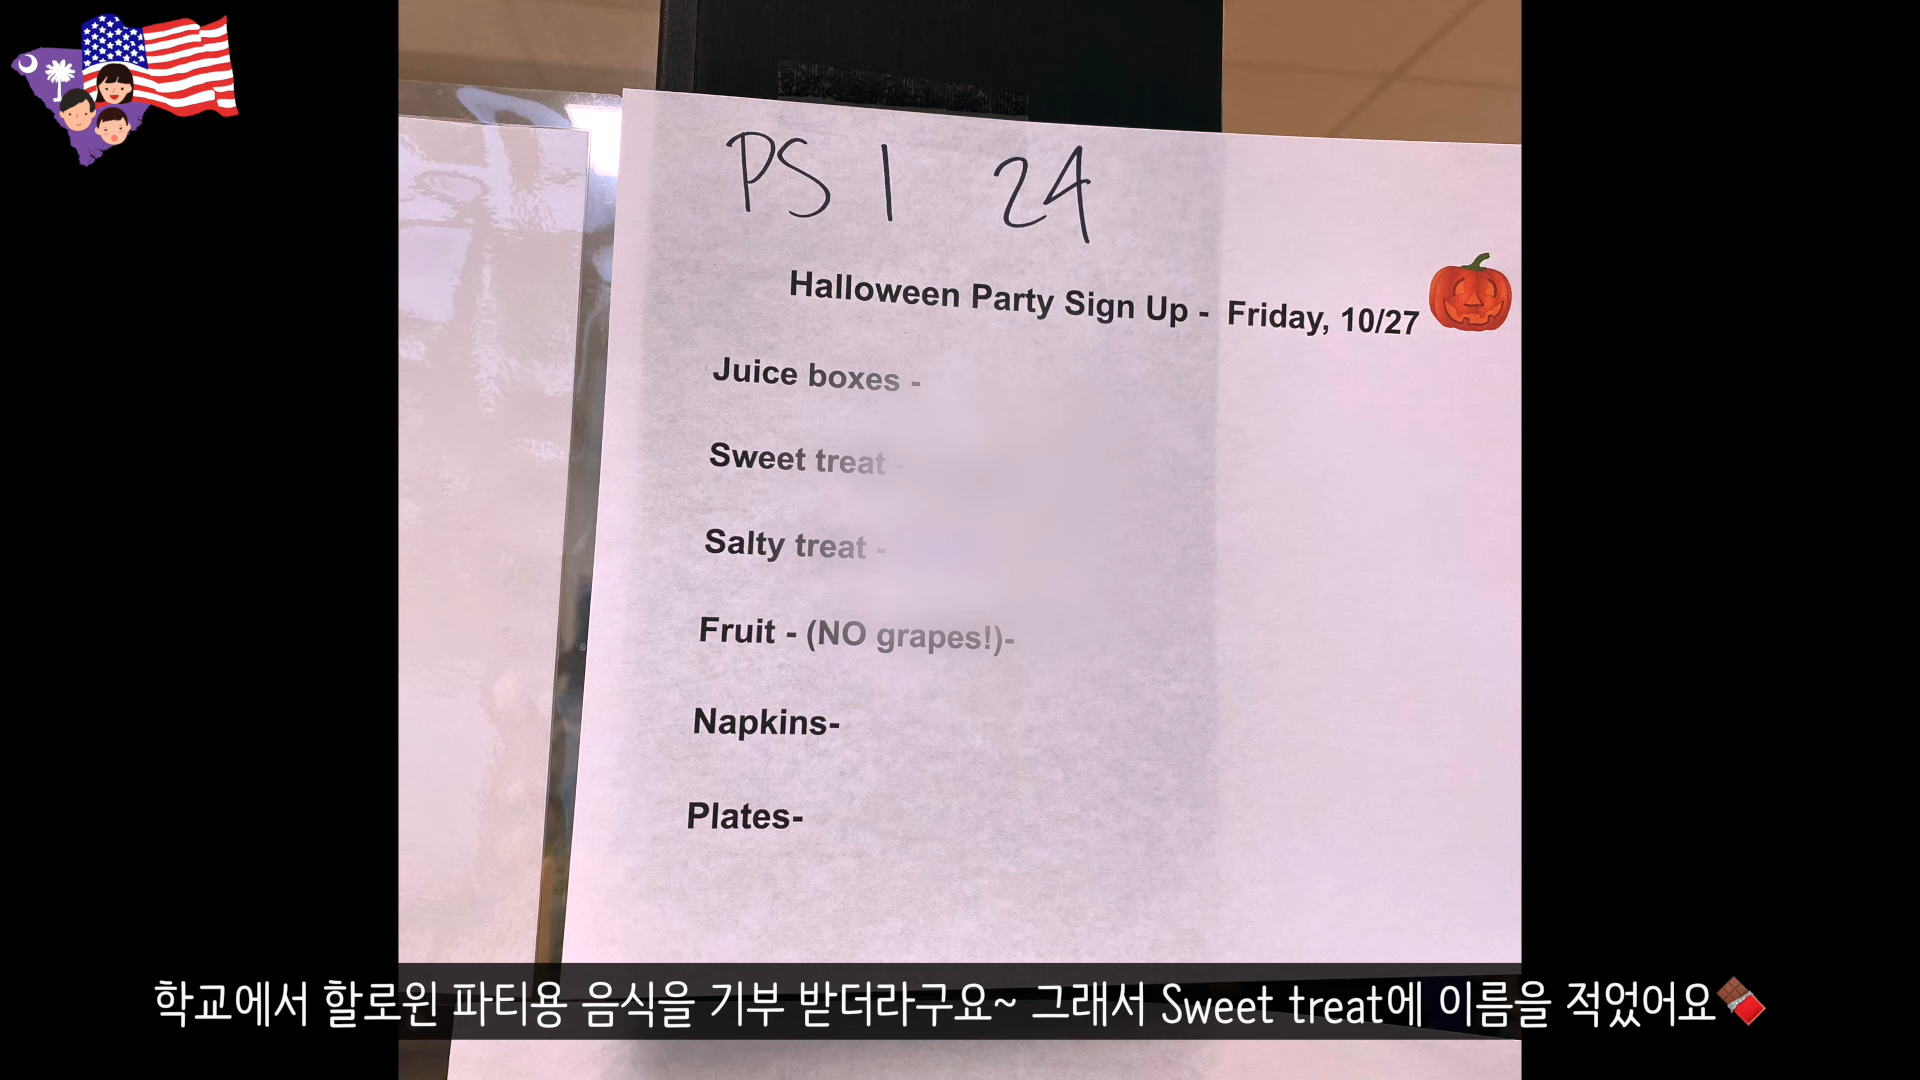 PS 1 24
Halloween Party Sign Up - Friday, 10/27
Juice boxes -
Sweet treat -
Salty treat -
Fruit - (NO grapes!)-
Napkins-
Plates-
학교에서 할로윈 파티용 음식을 기부 받더라구요~ 그래서 Sweet treat에 이름을 적었어요